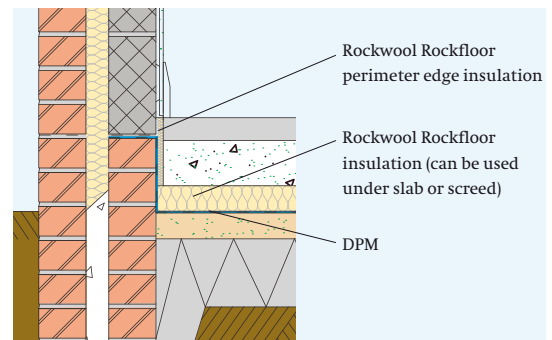 Rockwool Rockfloor
perimeter edge insulation
Rockwool Rockfloor
insulation (can be used
under slab or screed)
DPM